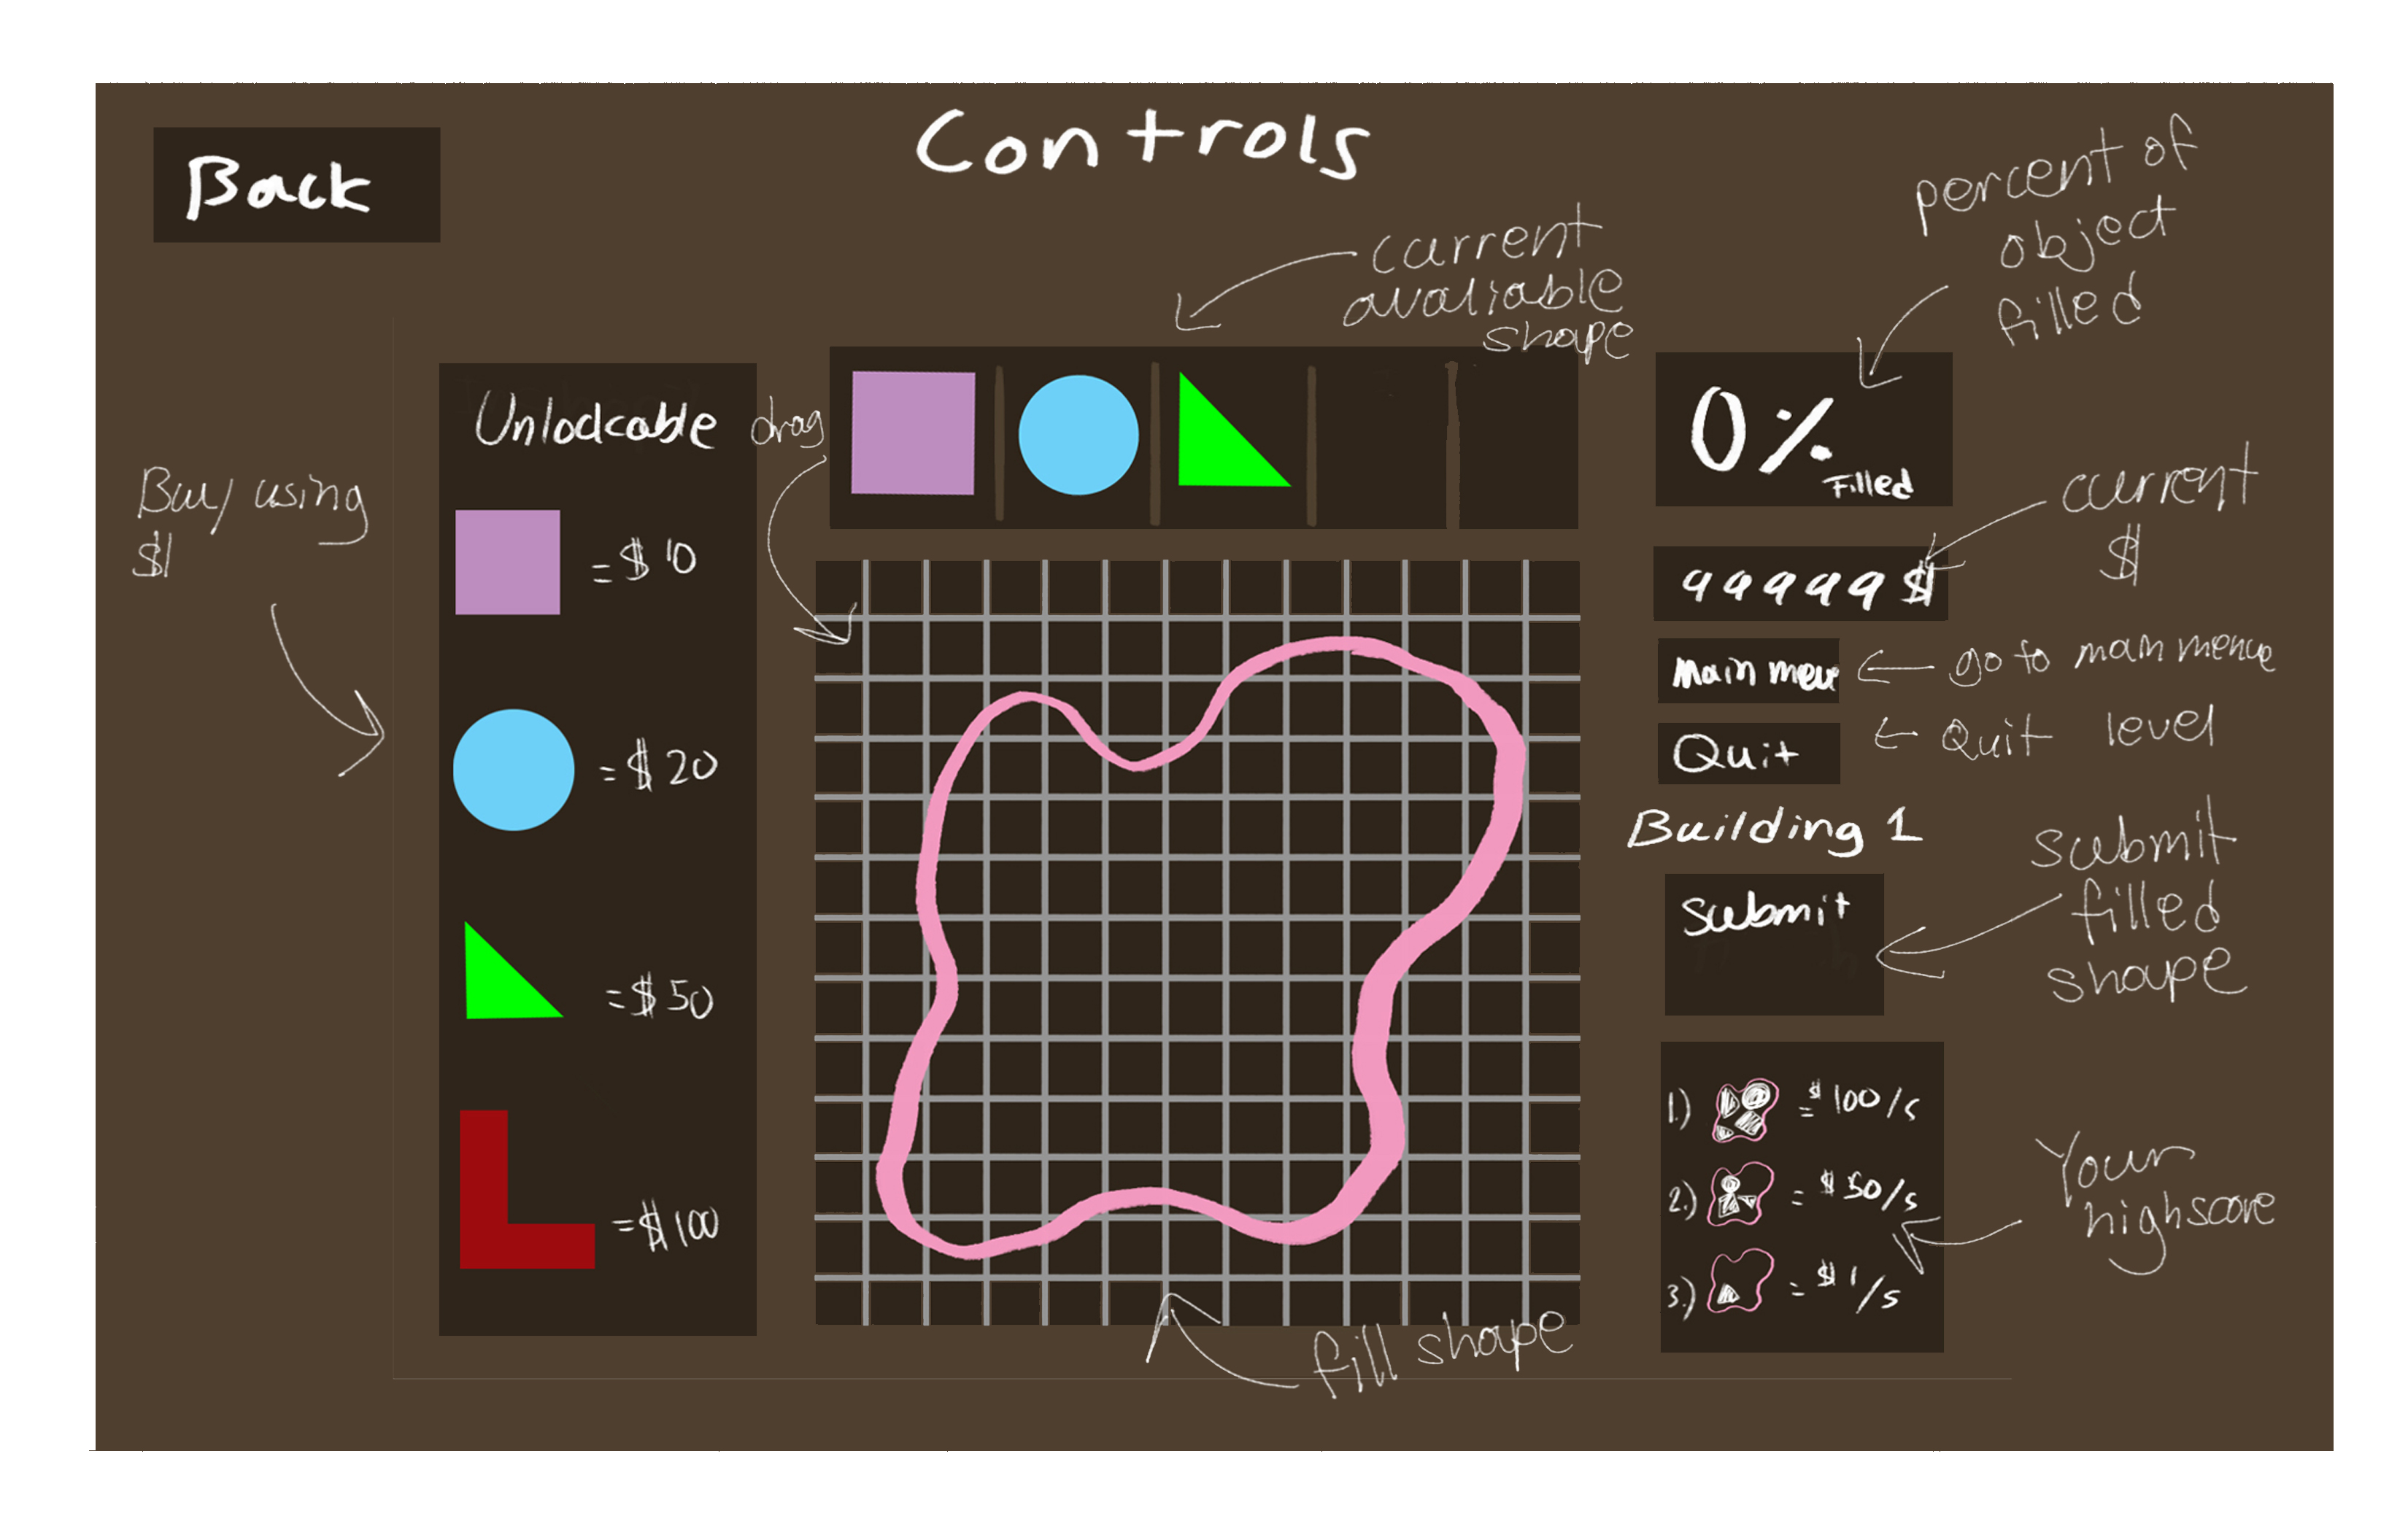 Controls
Back
percent of
object
filled
current
avaliable
shape
Unlockable
drag
0%
Filled
Buy using
$
= $ 10
current
$
99999$
Main menu
go to main menue
= $ 20
Quit
Quit level
Building 1
submit
filled
shape
submit
= $ 50
1.) = $100/s
Your
highscore
2.) = $50/s
= $ 100
3.) = $1/s
fill shape